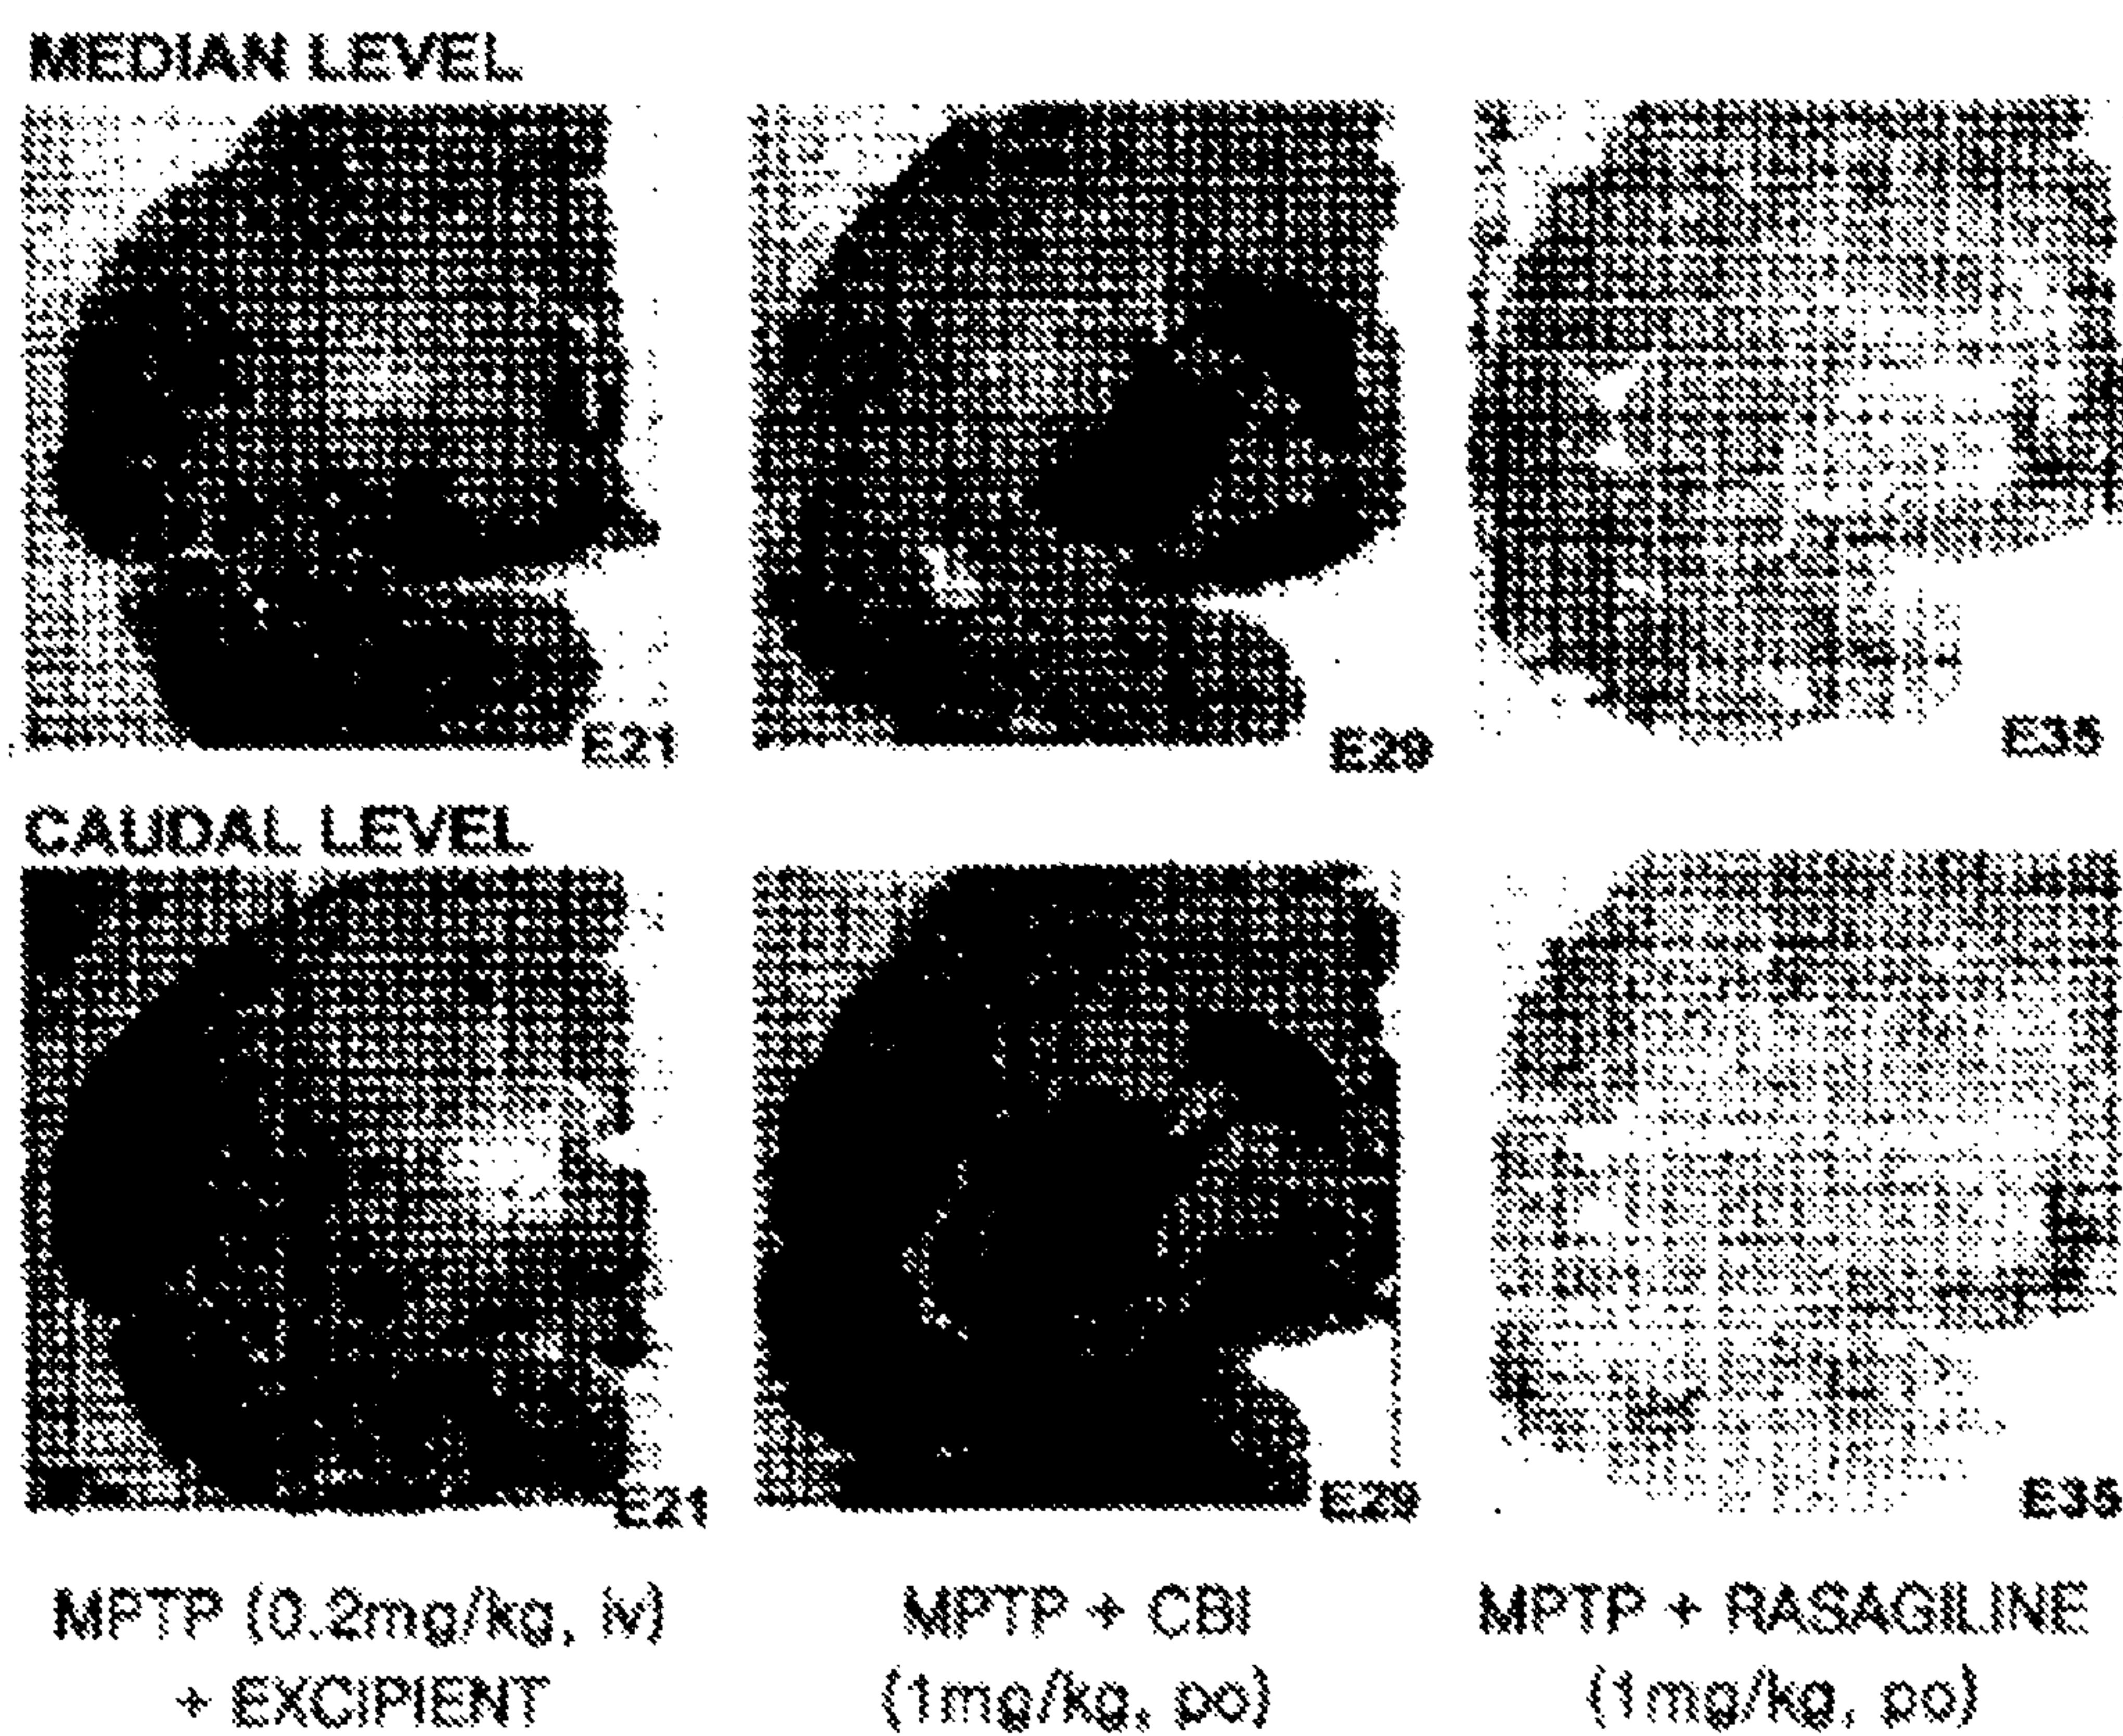 MEDIAN LEVEL
E21
E29
E35
CAUDAL LEVEL
E21
E29
E35
MPTP (0.2mg/kg, iv)
+ EXCIPIENT
MPTP + CBI
(1mg/kg, po)
MPTP + RASAGILINE
(1mg/kg, po)